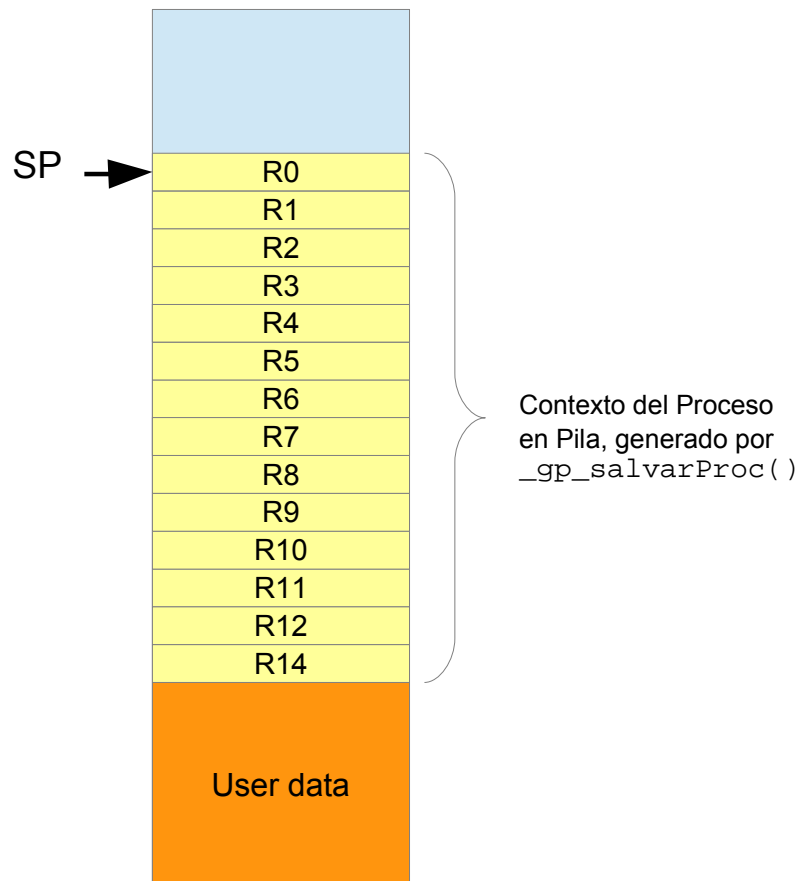 SP
R0
R1
R2
R3
R4
R5
R6
R7
R8
R9
R10
R11
R12
R14
Contexto del Proceso
en Pila, generado por
_gp_salvarProc()
User data